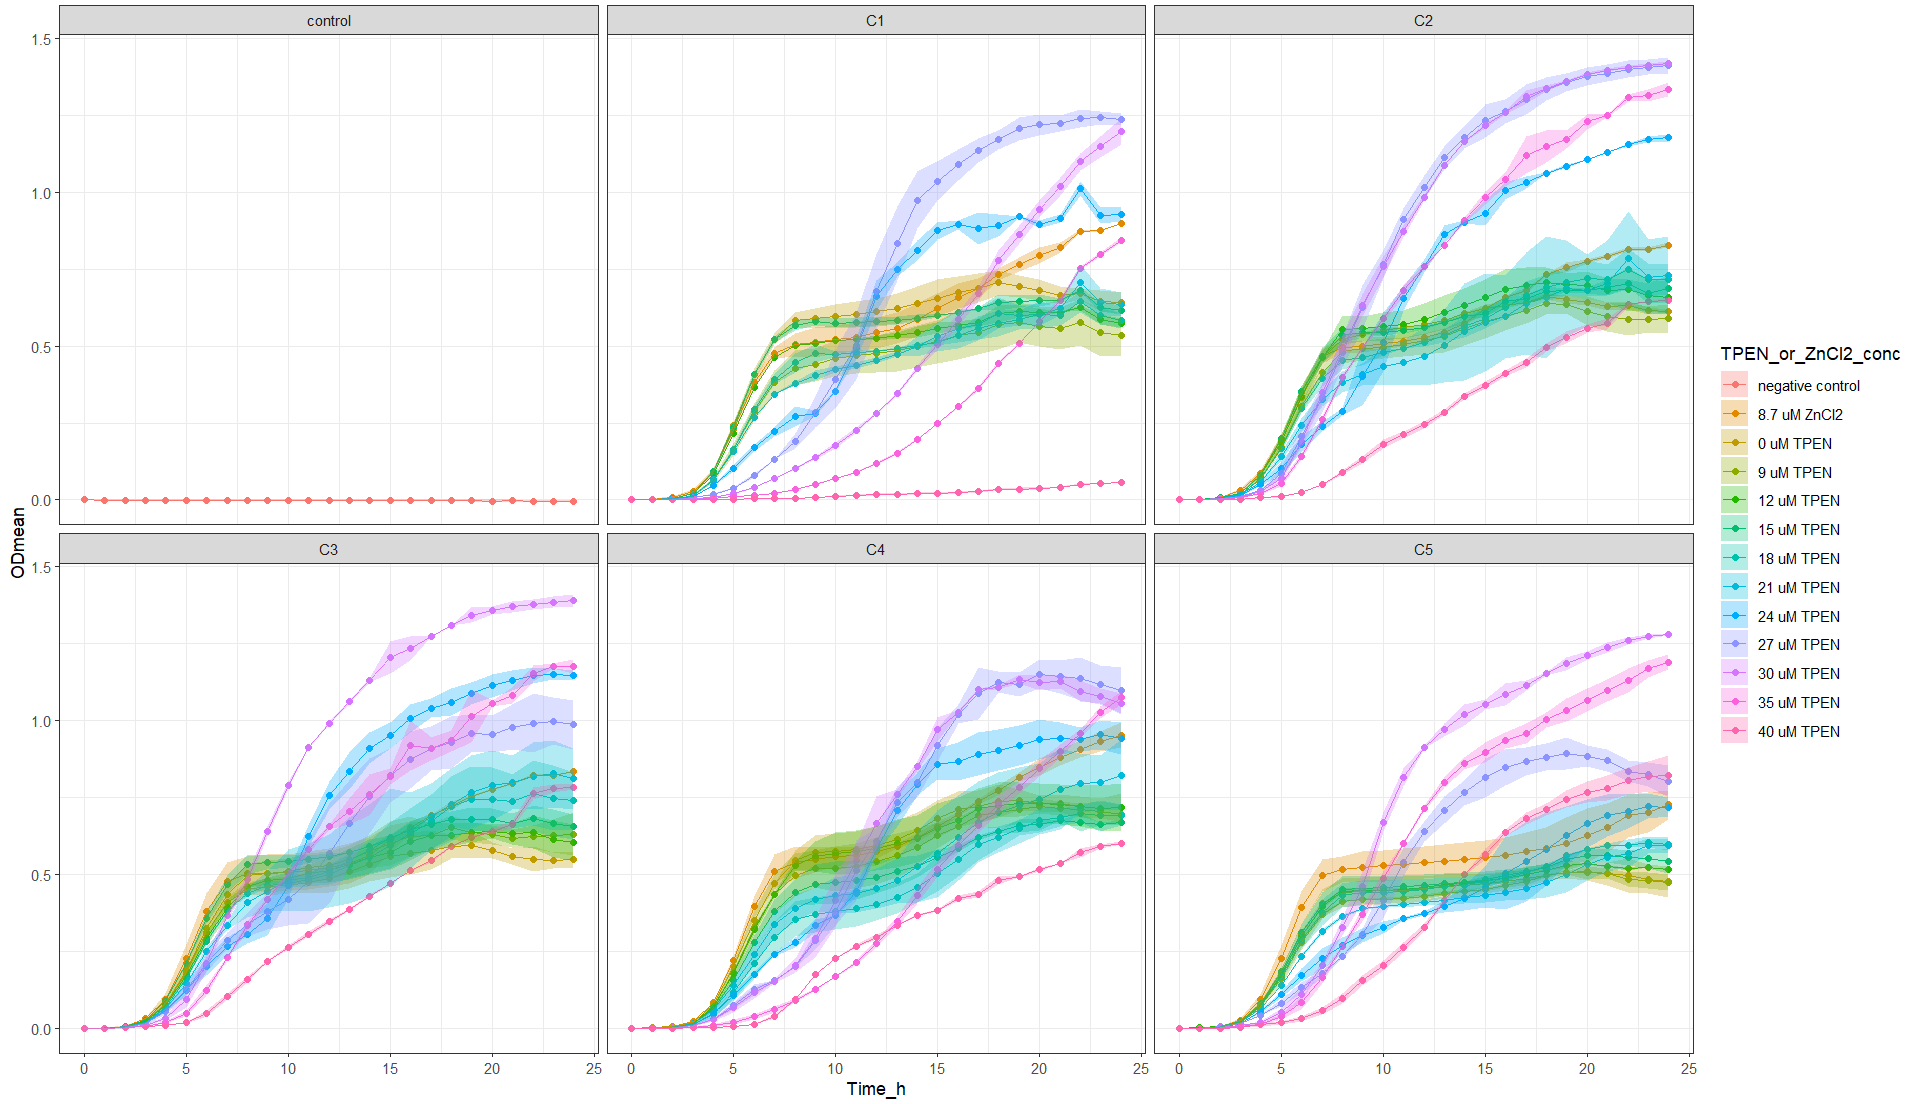 control
C1
C2
1.5
1.0
0.5
0.0
C3
C4
C5
1.5
1.0
0.5
0.0
0 5 10 15 20 25
0 5 10 15 20 25
0 5 10 15 20 25
Time_h
ODmean
TPEN_or_ZnCl2_conc
negative control
8.7 uM ZnCl2
0 uM TPEN
9 uM TPEN
12 uM TPEN
15 uM TPEN
18 uM TPEN
21 uM TPEN
24 uM TPEN
27 uM TPEN
30 uM TPEN
35 uM TPEN
40 uM TPEN